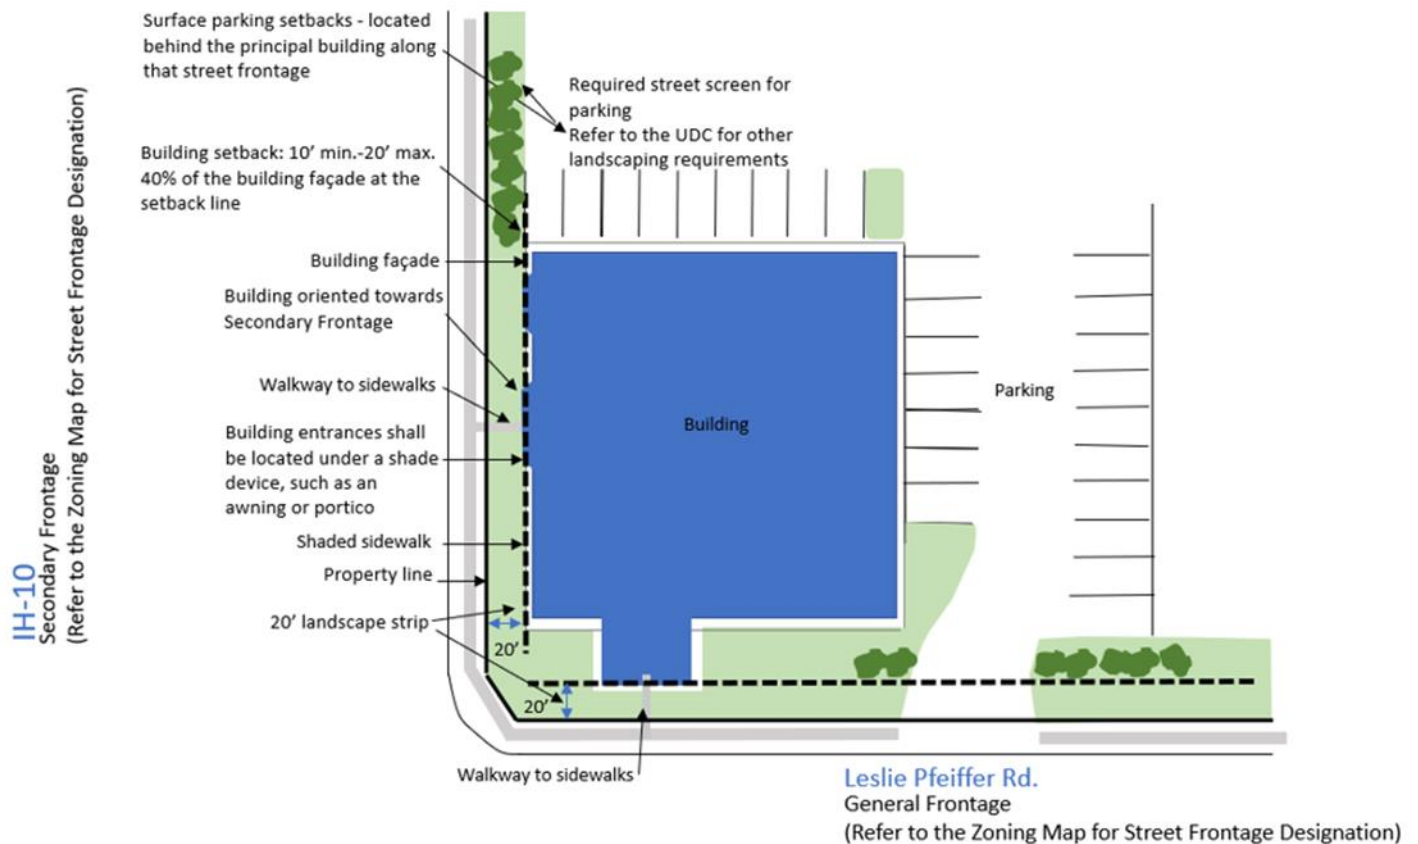 Surface parking setbacks - located
behind the principal building along
that street frontage
Required street screen for
parking
Refer to the UDC for other
landscaping requirements
Building setback: 10’ min.-20’ max.
40% of the building façade at the
setback line
Building façade
Building oriented towards
Secondary Frontage
Walkway to sidewalks
Building entrances shall
be located under a shade
device, such as an
awning or portico
Shaded sidewalk
Property line
20’ landscape strip
20’
20’
Walkway to sidewalks
Building
Parking
IH-10
Secondary Frontage
(Refer to the Zoning Map for Street Frontage Designation)
Leslie Pfeiffer Rd.
General Frontage
(Refer to the Zoning Map for Street Frontage Designation)